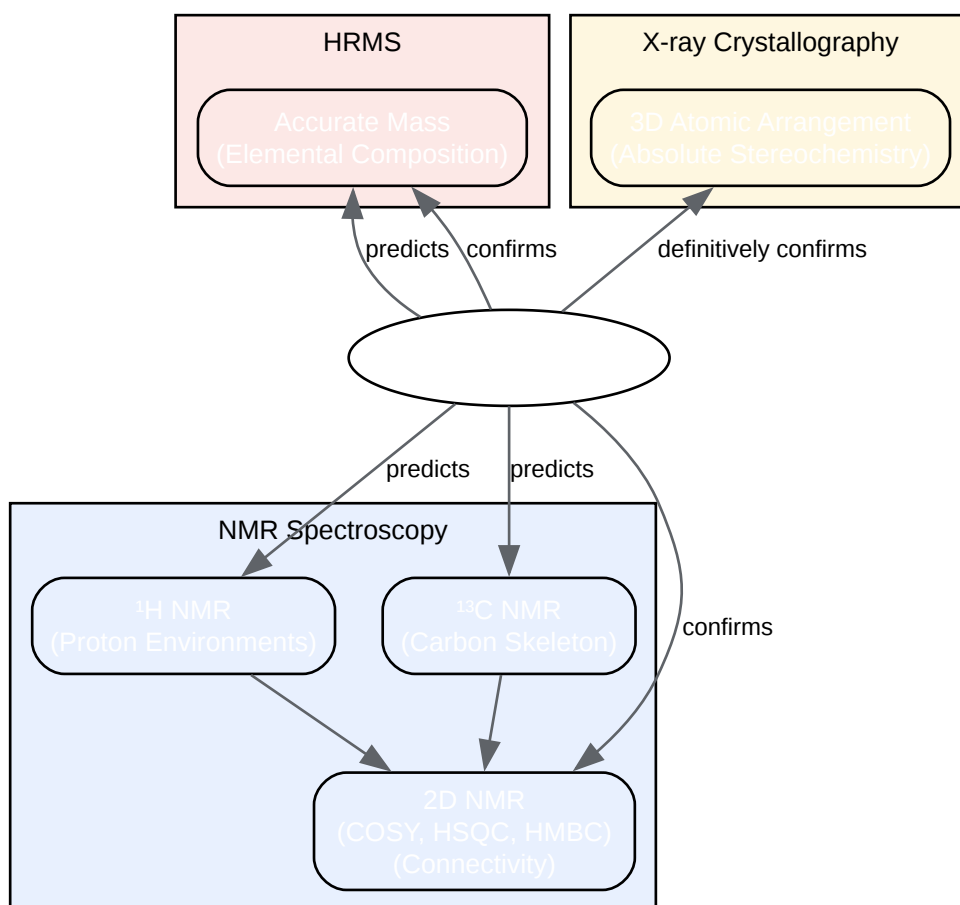 HRMS
X-ray Crystallography
Accurate Mass
(Elemental Composition)
3D Atomic Arrangement
(Absolute Stereochemistry)
predicts
confirms
definitively confirms
predicts
predicts
NMR Spectroscopy
¹H NMR
(Proton Environments)
¹³C NMR
(Carbon Skeleton)
confirms
2D NMR
(COSY, HSQC, HMBC)
(Connectivity)